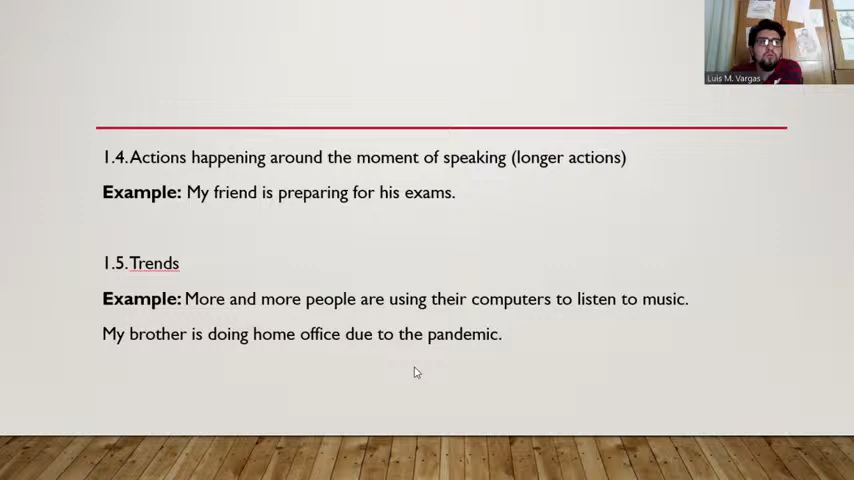 Luis M. Vargas
1.4.Actions happening around the moment of speaking (longer actions)
Example: My friend is preparing for his exams.
1.5.Trends
Example: More and more people are using their computers to listen to music.
My brother is doing home office due to the pandemic.